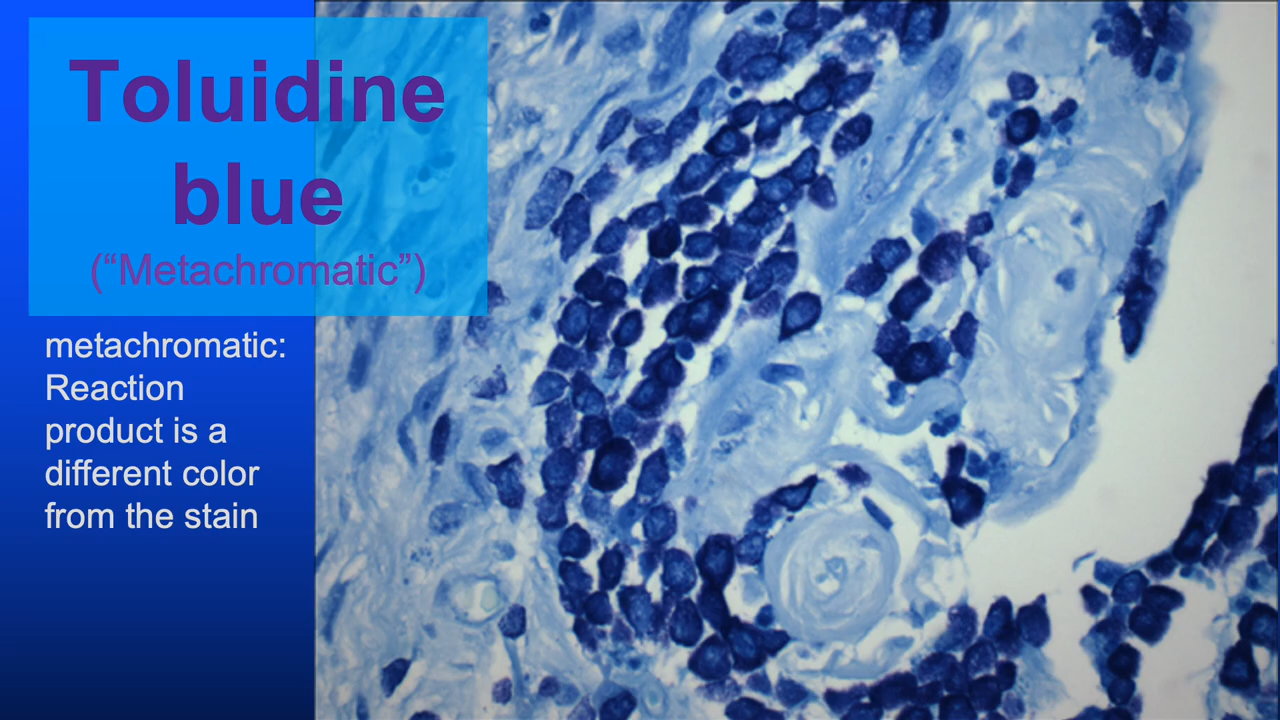 Toluidine
blue
(“Metachromatic”)
metachromatic:
Reaction
product is a
different color
from the stain